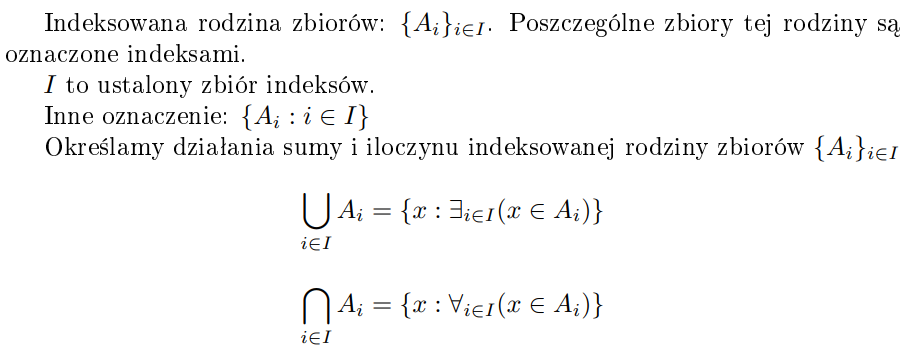 Indeksowana rodzina zbiorów: {A_i}_{i∈I}. Poszczególne zbiory tej rodziny są
oznaczone indeksami.
I to ustalony zbiór indeksów.
Inne oznaczenie: {A_i : i ∈ I}
Określamy działania sumy i iloczynu indeksowanej rodziny zbiorów {A_i}_{i∈I}
⋃_{i∈I} A_i = {x : ∃_{i∈I}(x ∈ A_i)}
⋂_{i∈I} A_i = {x : ∀_{i∈I}(x ∈ A_i)}